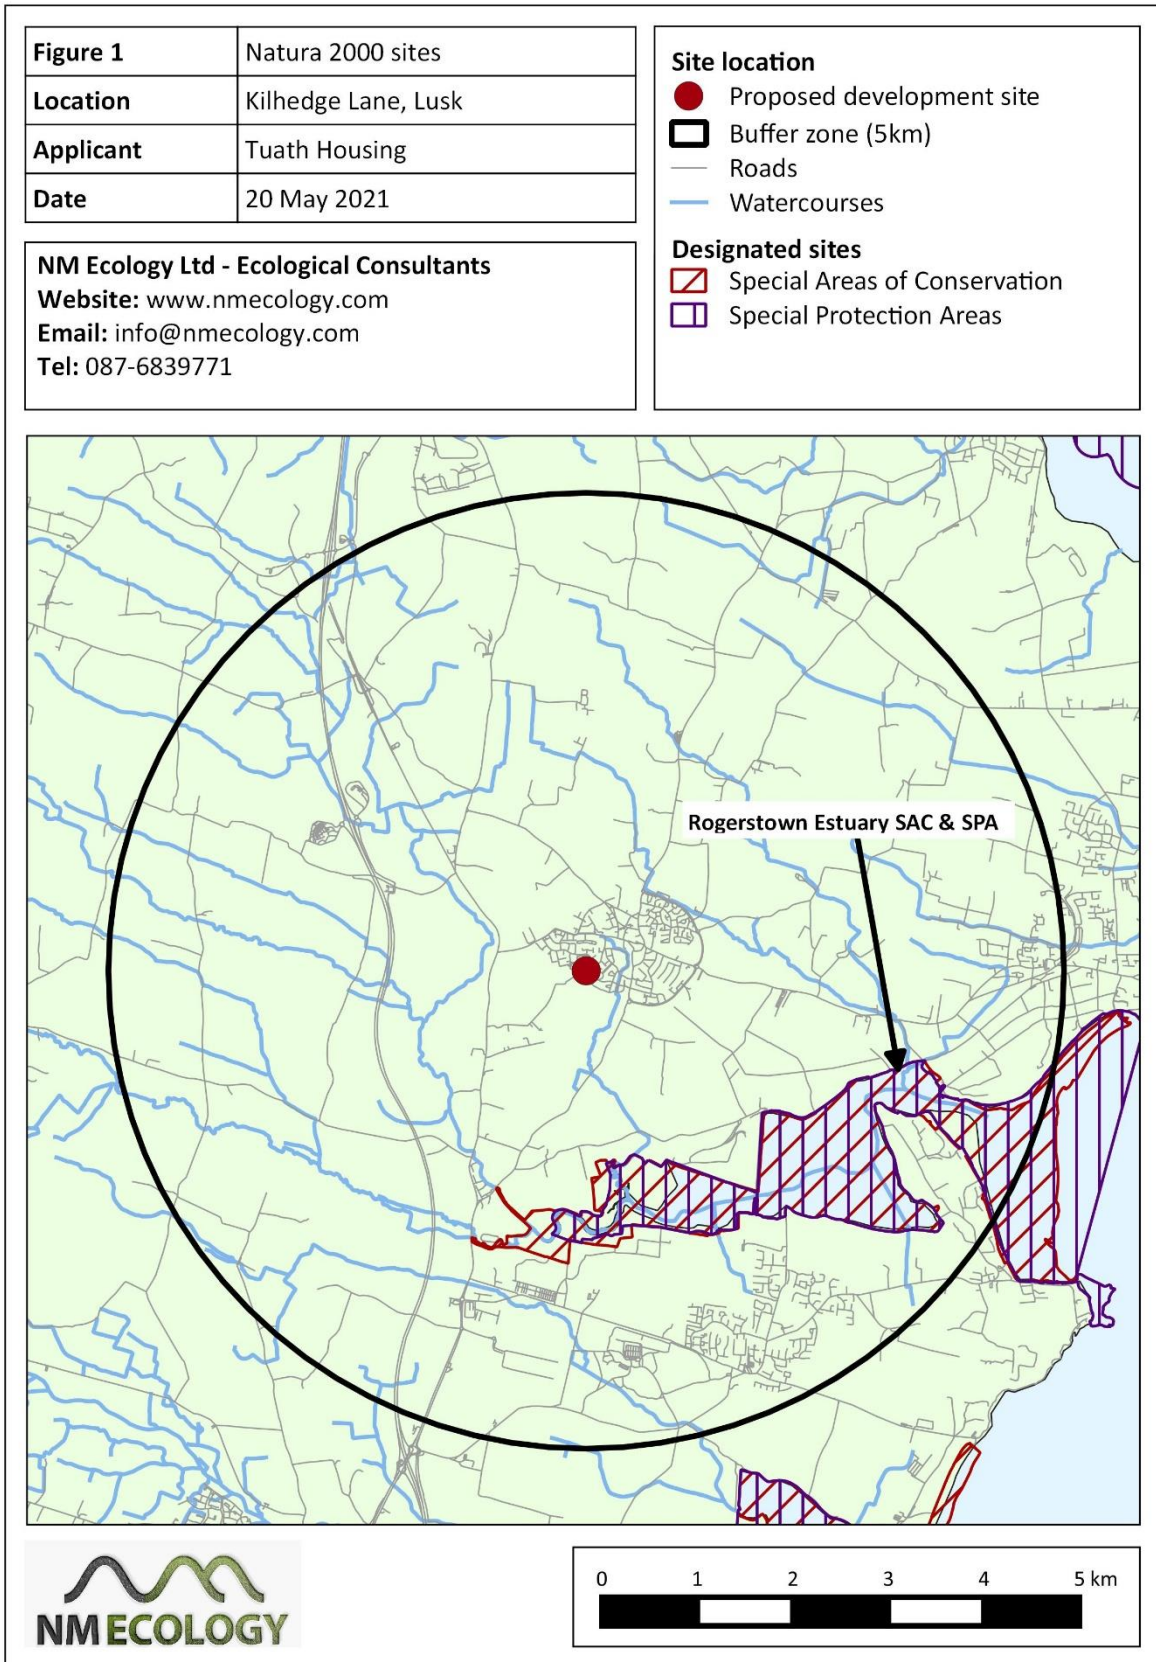 Figure 1 Natura 2000 sites
Location Kilhedge Lane, Lusk
Applicant Tuath Housing
Date 20 May 2021
NM Ecology Ltd - Ecological Consultants
Website: www.nmecology.com
Email: info@nmecology.com
Tel: 087-6839771
Site location
Proposed development site
Buffer zone (5km)
Roads
Watercourses
Designated sites
Special Areas of Conservation
Special Protection Areas
Rogerstown Estuary SAC & SPA
NMECOLOGY
0 1 2 3 4 5 km